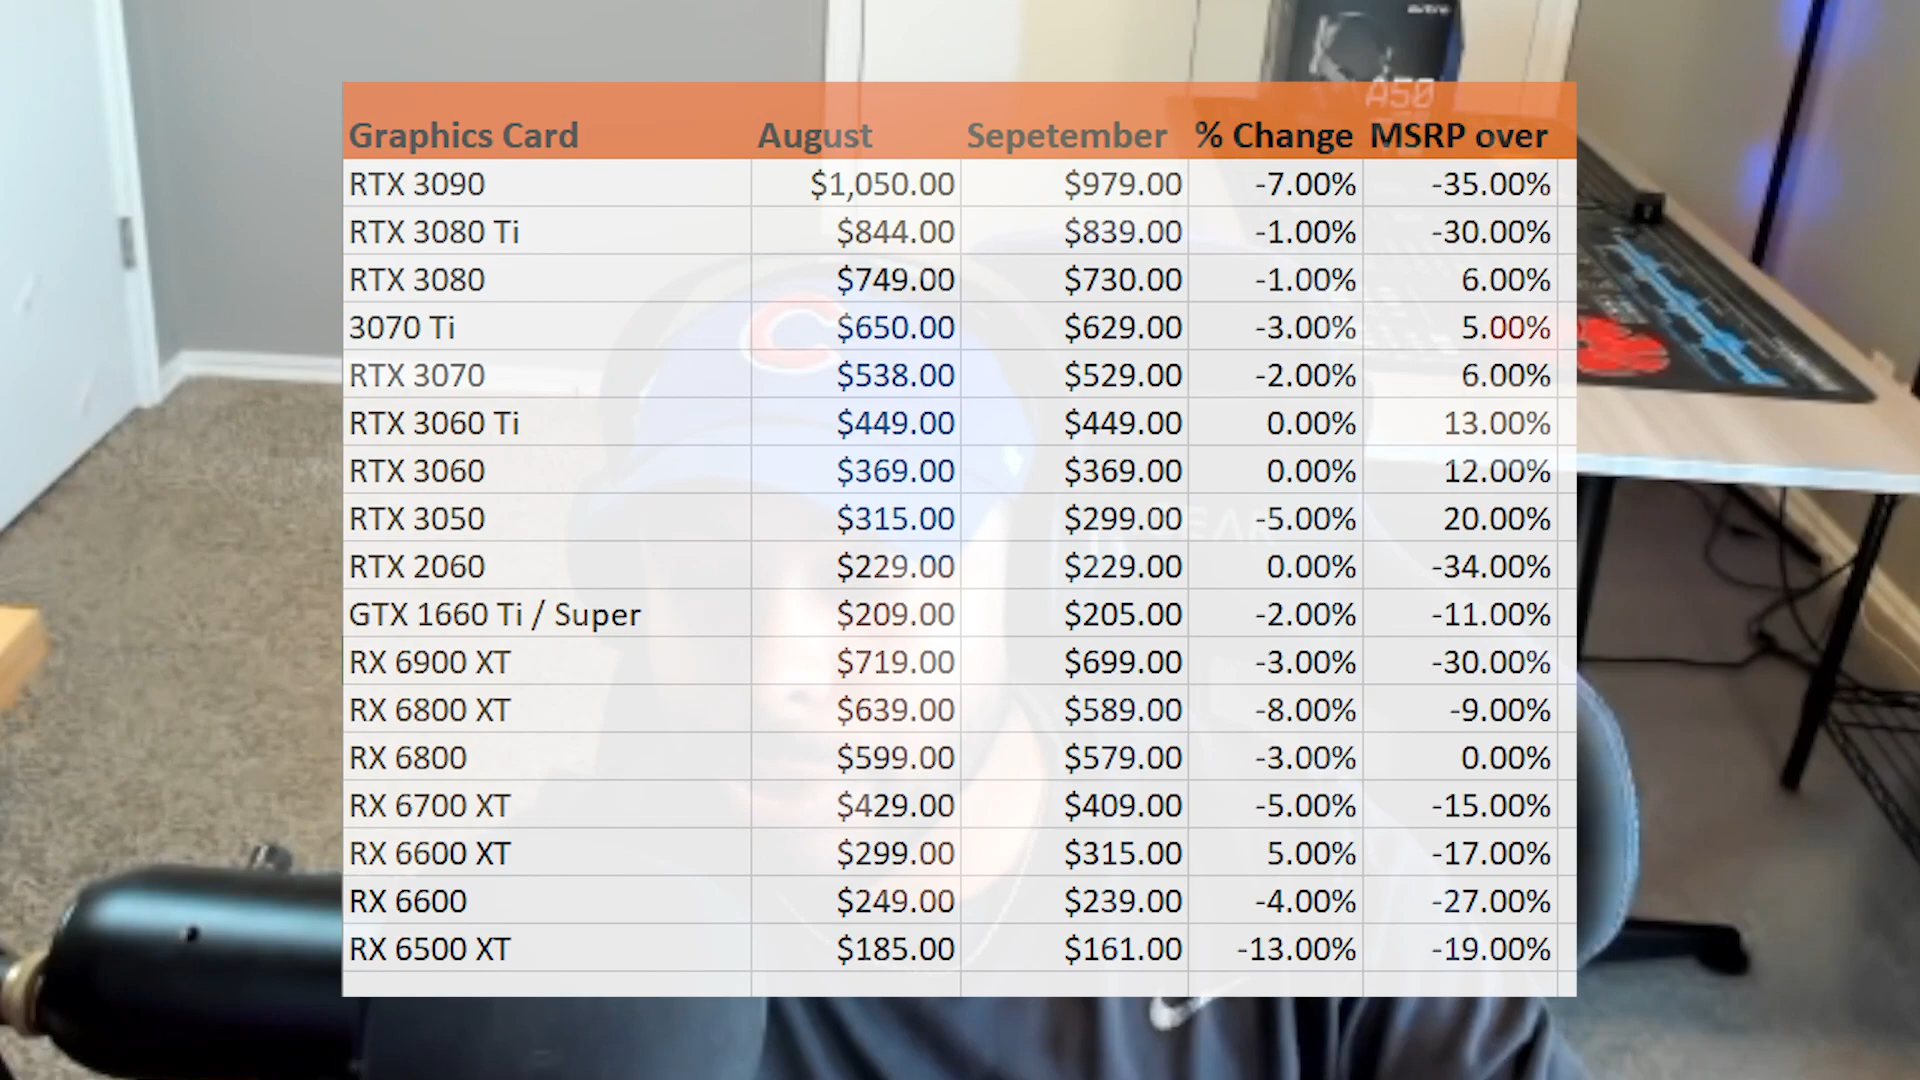 A50
Graphics Card August Sepetember % Change MSRP over
RTX 3090 $1,050.00 $979.00 -7.00% -35.00%
RTX 3080 Ti $844.00 $839.00 -1.00% -30.00%
RTX 3080 $749.00 $730.00 -1.00% 6.00%
3070 Ti $650.00 $629.00 -3.00% 5.00%
RTX 3070 $538.00 $529.00 -2.00% 6.00%
RTX 3060 Ti $449.00 $449.00 0.00% 13.00%
RTX 3060 $369.00 $369.00 0.00% 12.00%
RTX 3050 $315.00 $299.00 -5.00% 20.00%
RTX 2060 $229.00 $229.00 0.00% -34.00%
GTX 1660 Ti / Super $209.00 $205.00 -2.00% -11.00%
RX 6900 XT $719.00 $699.00 -3.00% -30.00%
RX 6800 XT $639.00 $589.00 -8.00% -9.00%
RX 6800 $599.00 $579.00 -3.00% 0.00%
RX 6700 XT $429.00 $409.00 -5.00% -15.00%
RX 6600 XT $299.00 $315.00 5.00% -17.00%
RX 6600 $249.00 $239.00 -4.00% -27.00%
RX 6500 XT $185.00 $161.00 -13.00% -19.00%